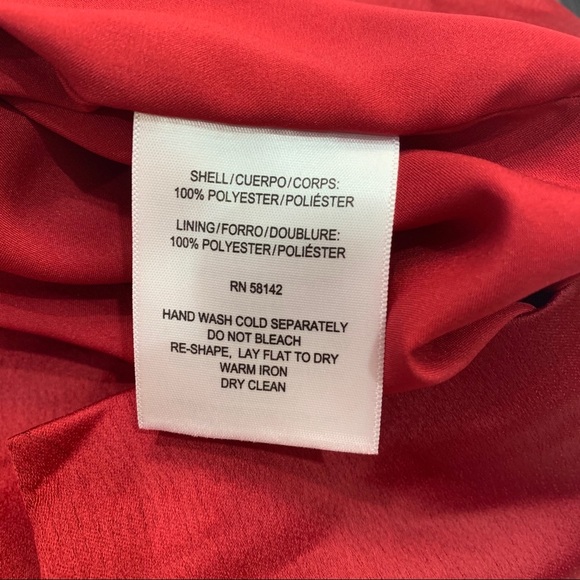 SHELL/CUERPO/CORPS:
100% POLYESTER/POLIÉSTER
LINING/FORRO/DOUBLURE:
100% POLYESTER/POLIÉSTER
RN 58142
HAND WASH COLD SEPARATELY
DO NOT BLEACH
RE-SHAPE, LAY FLAT TO DRY
WARM IRON
DRY CLEAN